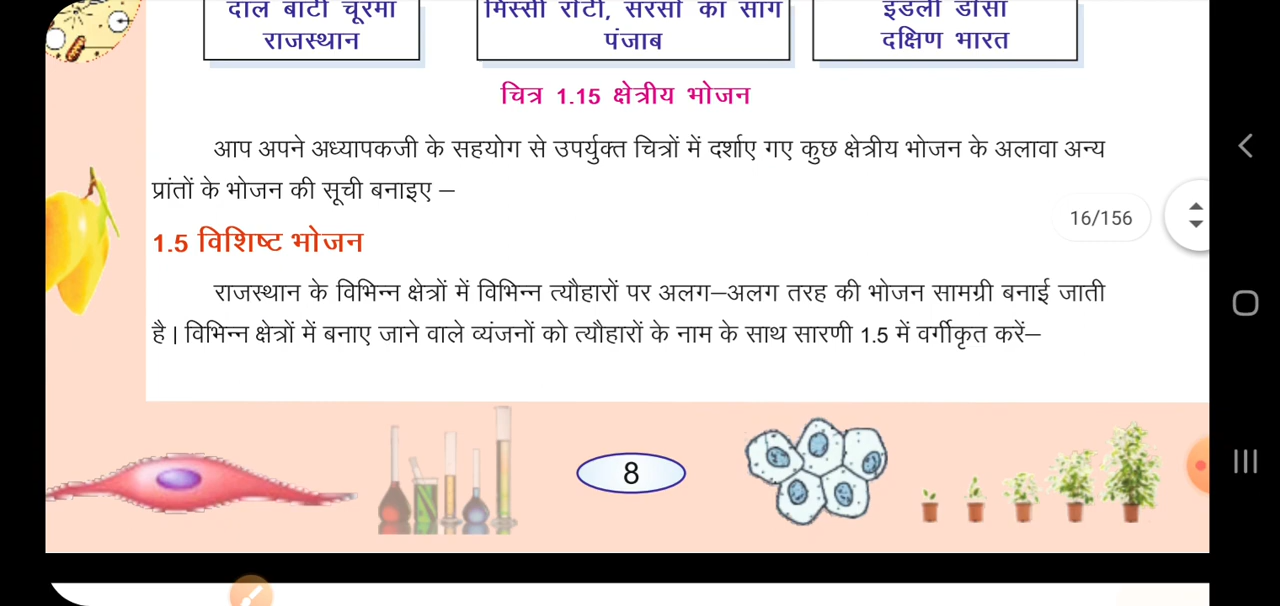 दाल बाटी चूरमा
राजस्थान
मिस्सी रोटी, सरसों का साग
पंजाब
इडली डोसा
दक्षिण भारत
चित्र 1.15 क्षेत्रीय भोजन
आप अपने अध्यापकजी के सहयोग से उपर्युक्त चित्रों में दर्शाए गए कुछ क्षेत्रीय भोजन के अलावा अन्य
प्रांतों के भोजन की सूची बनाइए –
16/156
1.5 विशिष्ट भोजन
राजस्थान के विभिन्न क्षेत्रों में विभिन्न त्यौहारों पर अलग–अलग तरह की भोजन सामग्री बनाई जाती
है। विभिन्न क्षेत्रों में बनाए जाने वाले व्यंजनों को त्यौहारों के नाम के साथ सारणी 1.5 में वर्गीकृत करें–
8